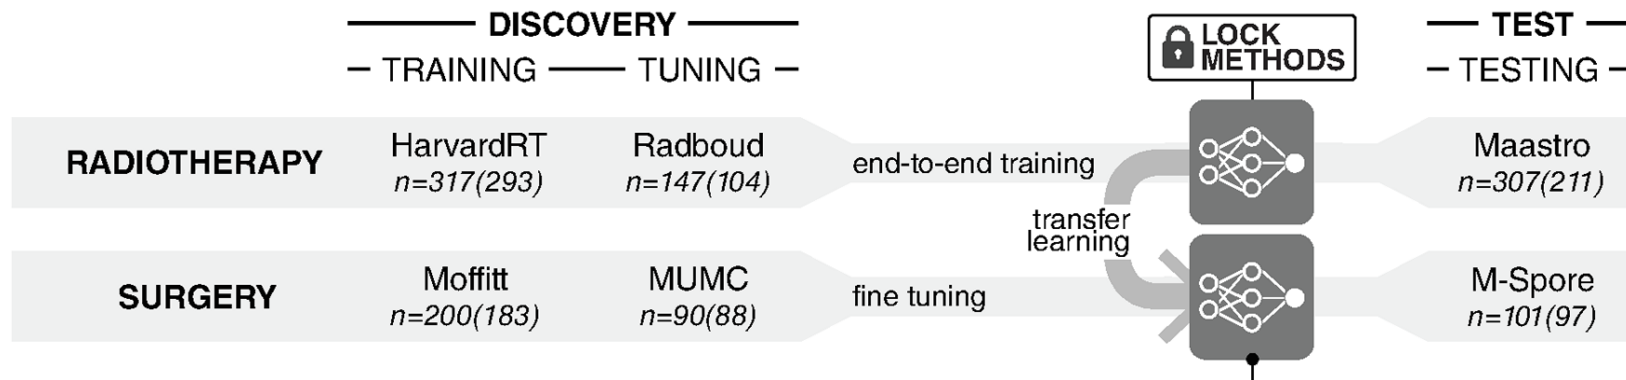 DISCOVERY
TRAINING
TUNING
LOCK
METHODS
TEST
TESTING
RADIOTHERAPY
HarvardRT
n=317(293)
Radboud
n=147(104)
end-to-end training
Maastro
n=307(211)
transfer
learning
SURGERY
Moffitt
n=200(183)
MUMC
n=90(88)
fine tuning
M-Spore
n=101(97)